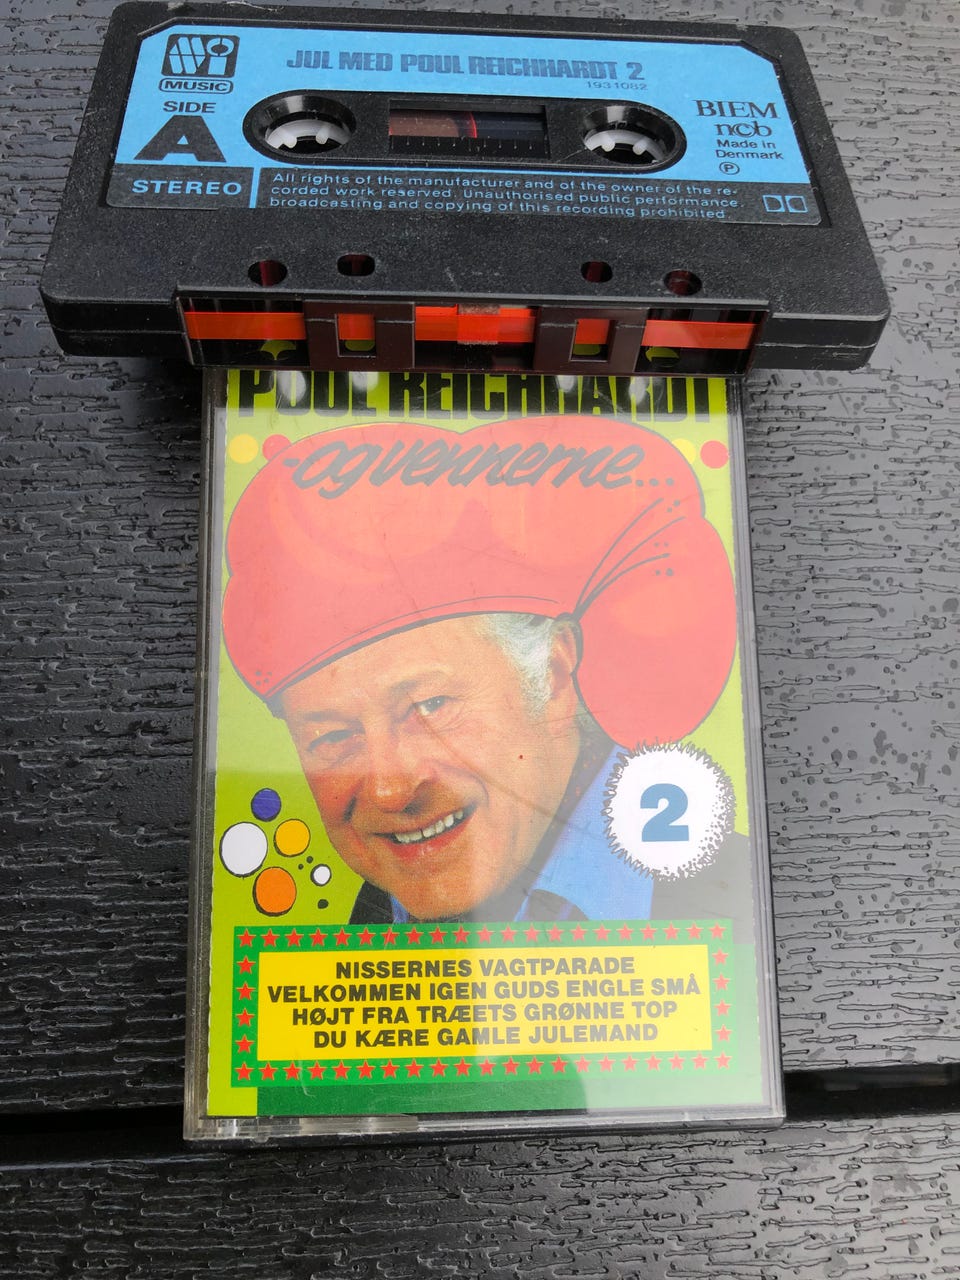 MUSIC
SIDE
A
STEREO
JUL MED POUL REICHHARDT 2
1931082
BIEM
ncb
Made in
Denmark
Ⓟ
All rights of the manufacturer and of the owner of the re-
corded work reserved. Unauthorised public performance,
broadcasting and copying of this recording prohibited
POUL REICHHARDT
-og vennerne...
2
NISSERNES VAGTPARADE
VELKOMMEN IGEN GUDS ENGLE SMÅ
HØJT FRA TRÆETS GRØNNE TOP
DU KÆRE GAMLE JULEMAND